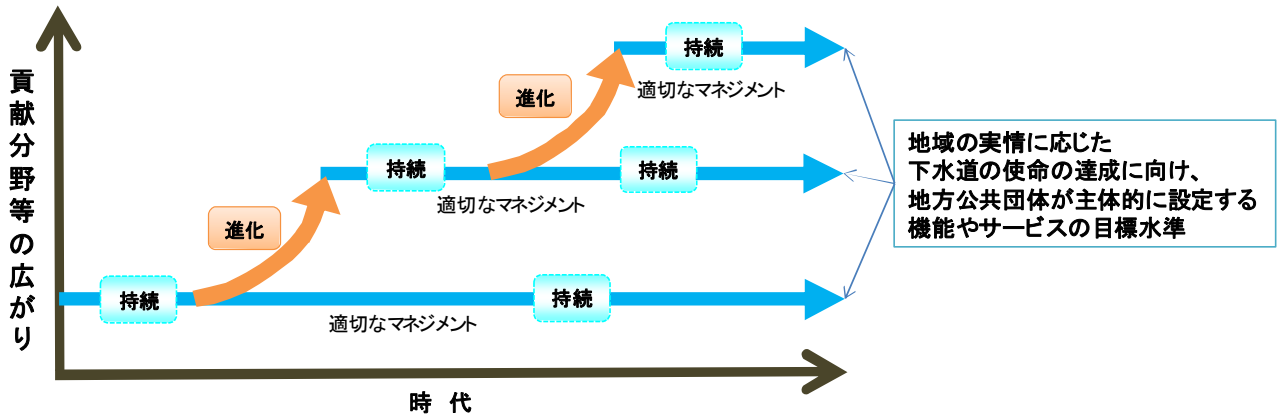 貢献分野等の広がり
持続
適切なマネジメント
進化
持続
進化
適切なマネジメント
持続
持続
適切なマネジメント
持続
地域の実情に応じた
下水道の使命の達成に向け、
地方公共団体が主体的に設定する
機能やサービスの目標水準
時 代